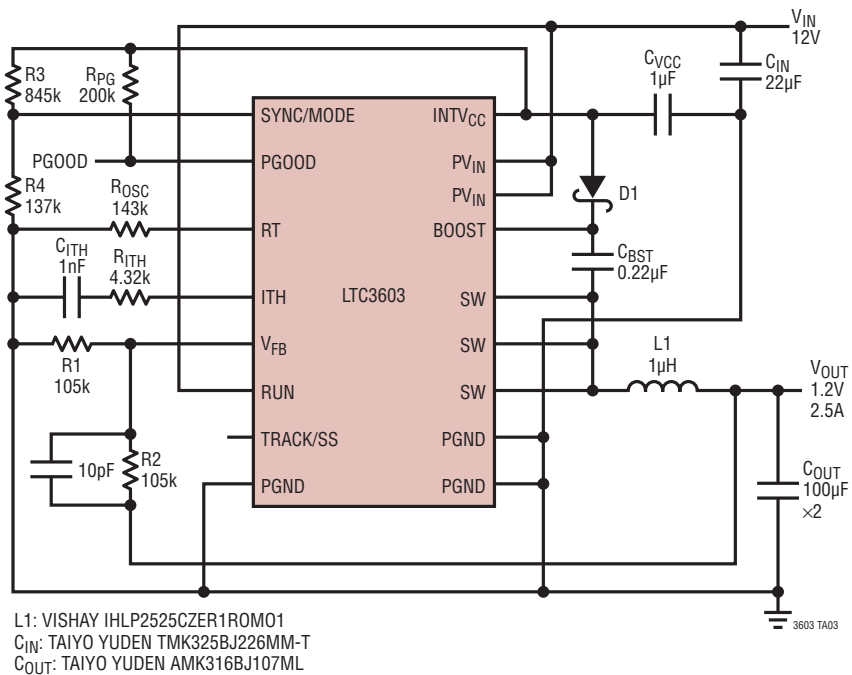 VIN
12V
CVCC
1µF
CIN
22µF
R3
845k
RPG
200k
SYNC/MODE
INTVCC
PGOOD
PGOOD
PVIN
PVIN
D1
R4
137k
ROSC
143k
RT
BOOST
CBST
0.22µF
CITH
1nF
RITH
4.32k
ITH
LTC3603
SW
VFB
SW
R1
105k
L1
1µH
RUN
SW
VOUT
1.2V
2.5A
TRACK/SS
PGND
10pF
R2
105k
PGND
PGND
COUT
100µF
×2
3603 TA03
L1: VISHAY IHLP2525CZER1ROMO1
CIN: TAIYO YUDEN TMK325BJ226MM-T
COUT: TAIYO YUDEN AMK316BJ107ML